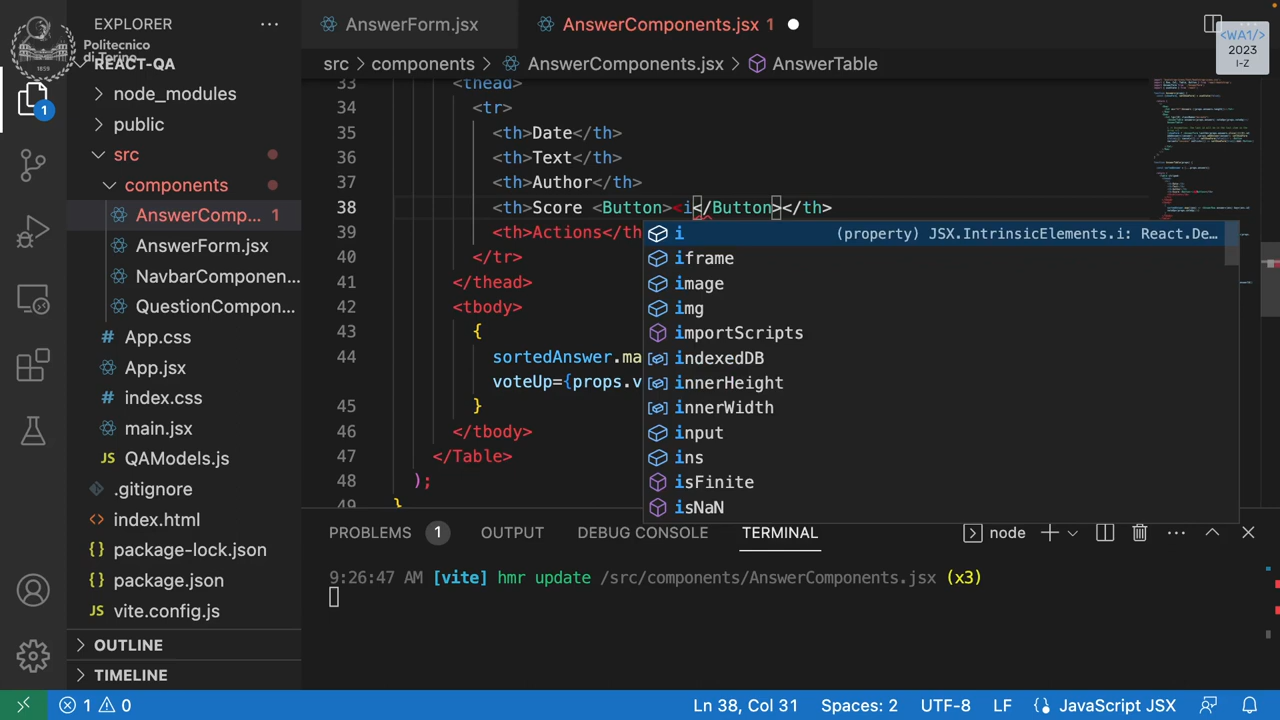 EXPLORER
AnswerForm.jsx
AnswerComponents.jsx 1
<WA1/>
2023
I-Z
Politecnico
di Torino
1859
REACT-QA
src > components > AnswerComponents.jsx > AnswerTable
1
node_modules
public
src
components
AnswerComp... 1
AnswerForm.jsx
NavbarComponen...
QuestionCompon...
App.css
App.jsx
index.css
main.jsx
JS QAModels.js
.gitignore
index.html
package-lock.json
package.json
JS vite.config.js
OUTLINE
TIMELINE
33 <thead>
34 <tr>
35 <th>Date</th>
36 <th>Text</th>
37 <th>Author</th>
38 <th>Score <Button><i</Button></th>
39 <th>Actions</th
40 </tr>
41 </thead>
42 <tbody>
43 {
44 sortedAnswer.ma
voteUp={props.v
45 }
46 </tbody>
47 </Table>
48 );
49 }
i (property) JSX.IntrinsicElements.i: React.De...
iframe
image
img
importScripts
indexedDB
innerHeight
innerWidth
input
ins
isFinite
isNaN
PROBLEMS 1 OUTPUT DEBUG CONSOLE TERMINAL node
9:26:47 AM [vite] hmr update /src/components/AnswerComponents.jsx (x3)
1 0 Ln 38, Col 31 Spaces: 2 UTF-8 LF JavaScript JSX